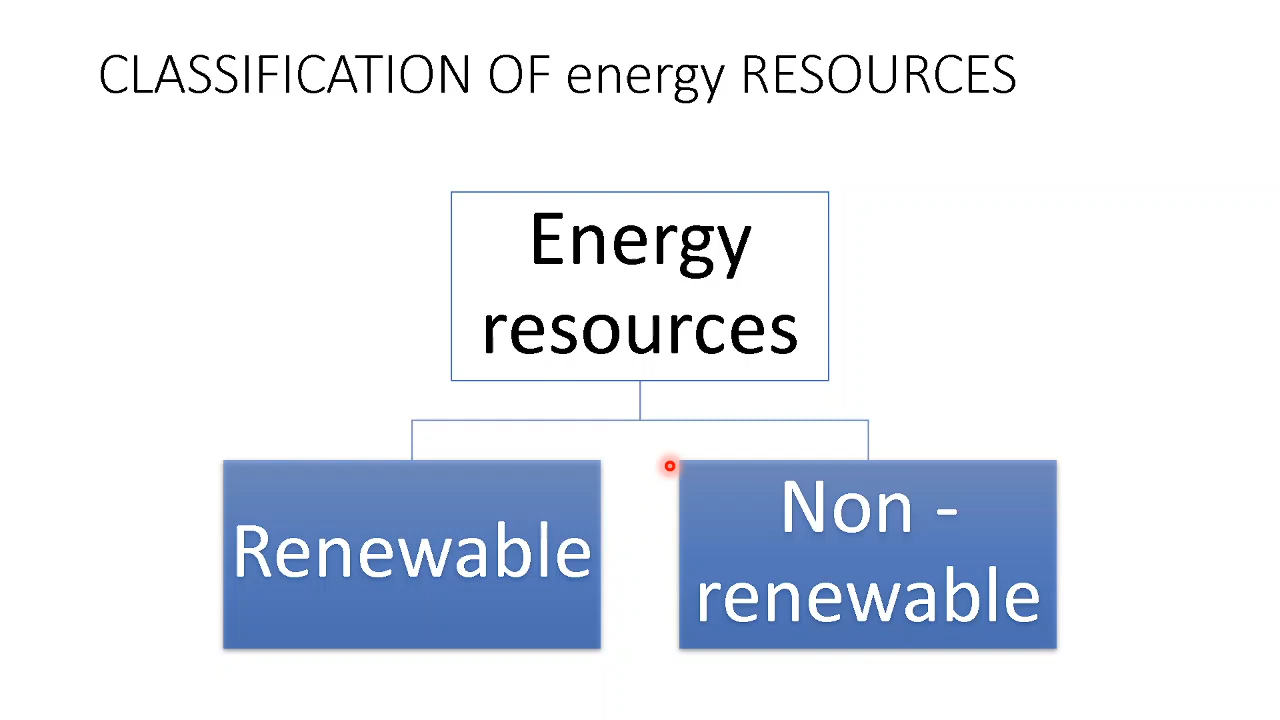 CLASSIFICATION OF energy RESOURCES
Energy
resources
Renewable
Non -
renewable